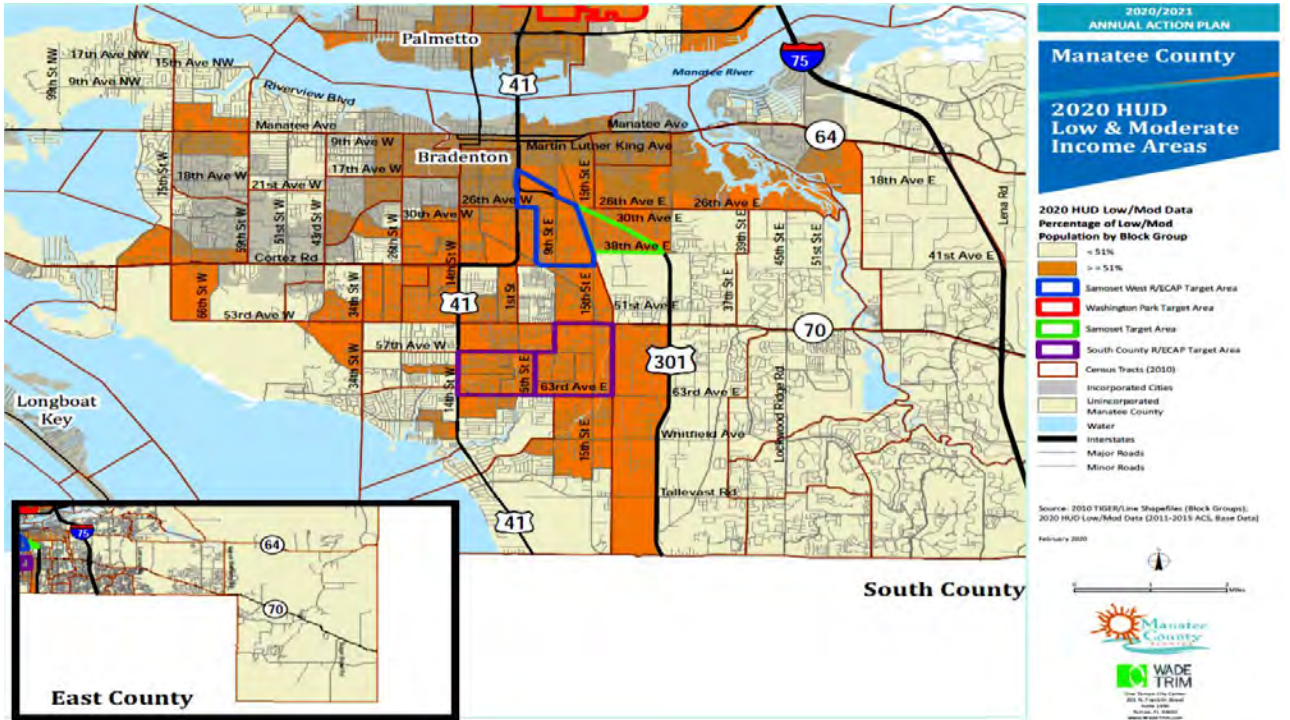 Palmetto
17th Ave NW
15th Ave NW
99th St NW
9th Ave NW
Riverview Blvd
41
75
Manatee River
Manatee Ave
Manatee Ave
64
9th Ave W
Martin Luther King Ave
Bradenton
75th St W
18th Ave W
17th Ave W
21st Ave W
15th St E
18th Ave E
Lena Rd
26th Ave W
26th Ave E
26th Ave E
59th St W
51st St W
43rd St W
30th Ave W
30th Ave E
26th St W
9th St E
38th Ave E
39th St E
45th St E
51st St E
Cortez Rd
14th St W
41st Ave E
66th St W
34th St W
41
1st St
15th St E
51st Ave E
37th St E
53rd Ave W
70
57th Ave W
34th St W
301
14th St W
5th St E
63rd Ave E
63rd Ave E
Lockwood Ridge Rd
Longboat
Key
15th St E
Whitfield Ave
Tallevast Rd
41
South County
75
64
70
East County
2020/2021
ANNUAL ACTION PLAN
Manatee County
2020 HUD
Low & Moderate
Income Areas
2020 HUD Low/Mod Data
Percentage of Low/Mod
Population by Block Group
< 51%
> = 51%
Samoset West R/ECAP Target Area
Washington Park Target Area
Samoset Target Area
South County R/ECAP Target Area
Census Tracts (2010)
Incorporated Cities
Unincorporated
Manatee County
Water
Interstates
Major Roads
Minor Roads
Source: 2010 TIGER/Line Shapefiles (Block Groups);
2020 HUD Low/Mod Data (2011-2015 ACS, Base Data)
February 2020
Miles
Manatee
County
FLORIDA
WADE
TRIM